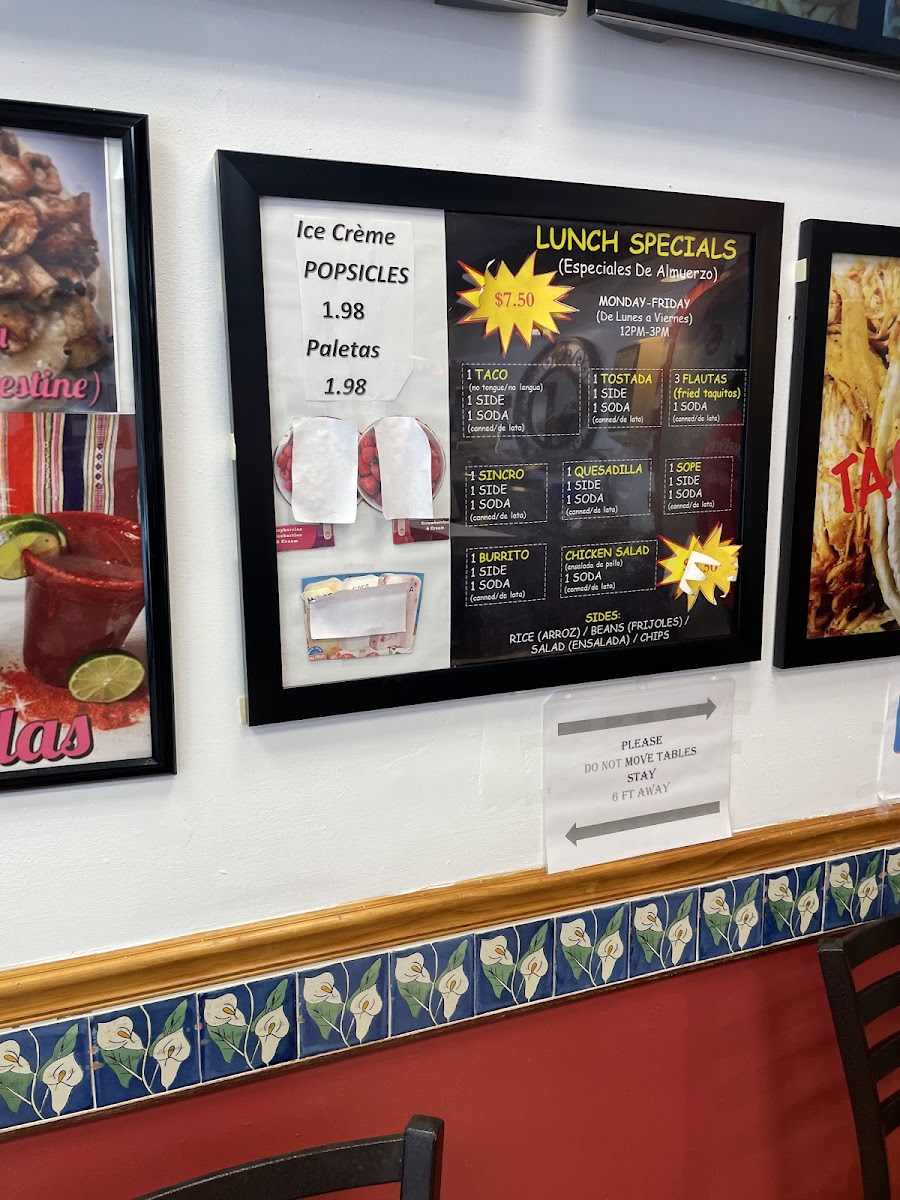 estine)
las
Ice Crème
POPSICLES
1.98
Paletas
1.98
& Cream
& Cream
LUNCH SPECIALS
(Especiales De Almuerzo)
$7.50
MONDAY-FRIDAY
(De Lunes a Viernes)
12PM-3PM
1 TACO
(no tongue/no lengua)
1 SIDE
1 SODA
(canned/de lata)
1 TOSTADA
1 SIDE
1 SODA
(canned/de lata)
3 FLAUTAS
(fried taquitos)
1 SODA
(canned/de lata)
1 SINCRO
1 SIDE
1 SODA
(canned/de lata)
1 QUESADILLA
1 SIDE
1 SODA
(canned/de lata)
1 SOPE
1 SIDE
1 SODA
(canned/de lata)
1 BURRITO
1 SIDE
1 SODA
(canned/de lata)
CHICKEN SALAD
(ensalada de pollo)
1 SODA
(canned/de lata)
SIDES:
RICE (ARROZ) / BEANS (FRIJOLES) /
SALAD (ENSALADA) / CHIPS
TA
PLEASE
DO NOT MOVE TABLES
STAY
6 FT AWAY